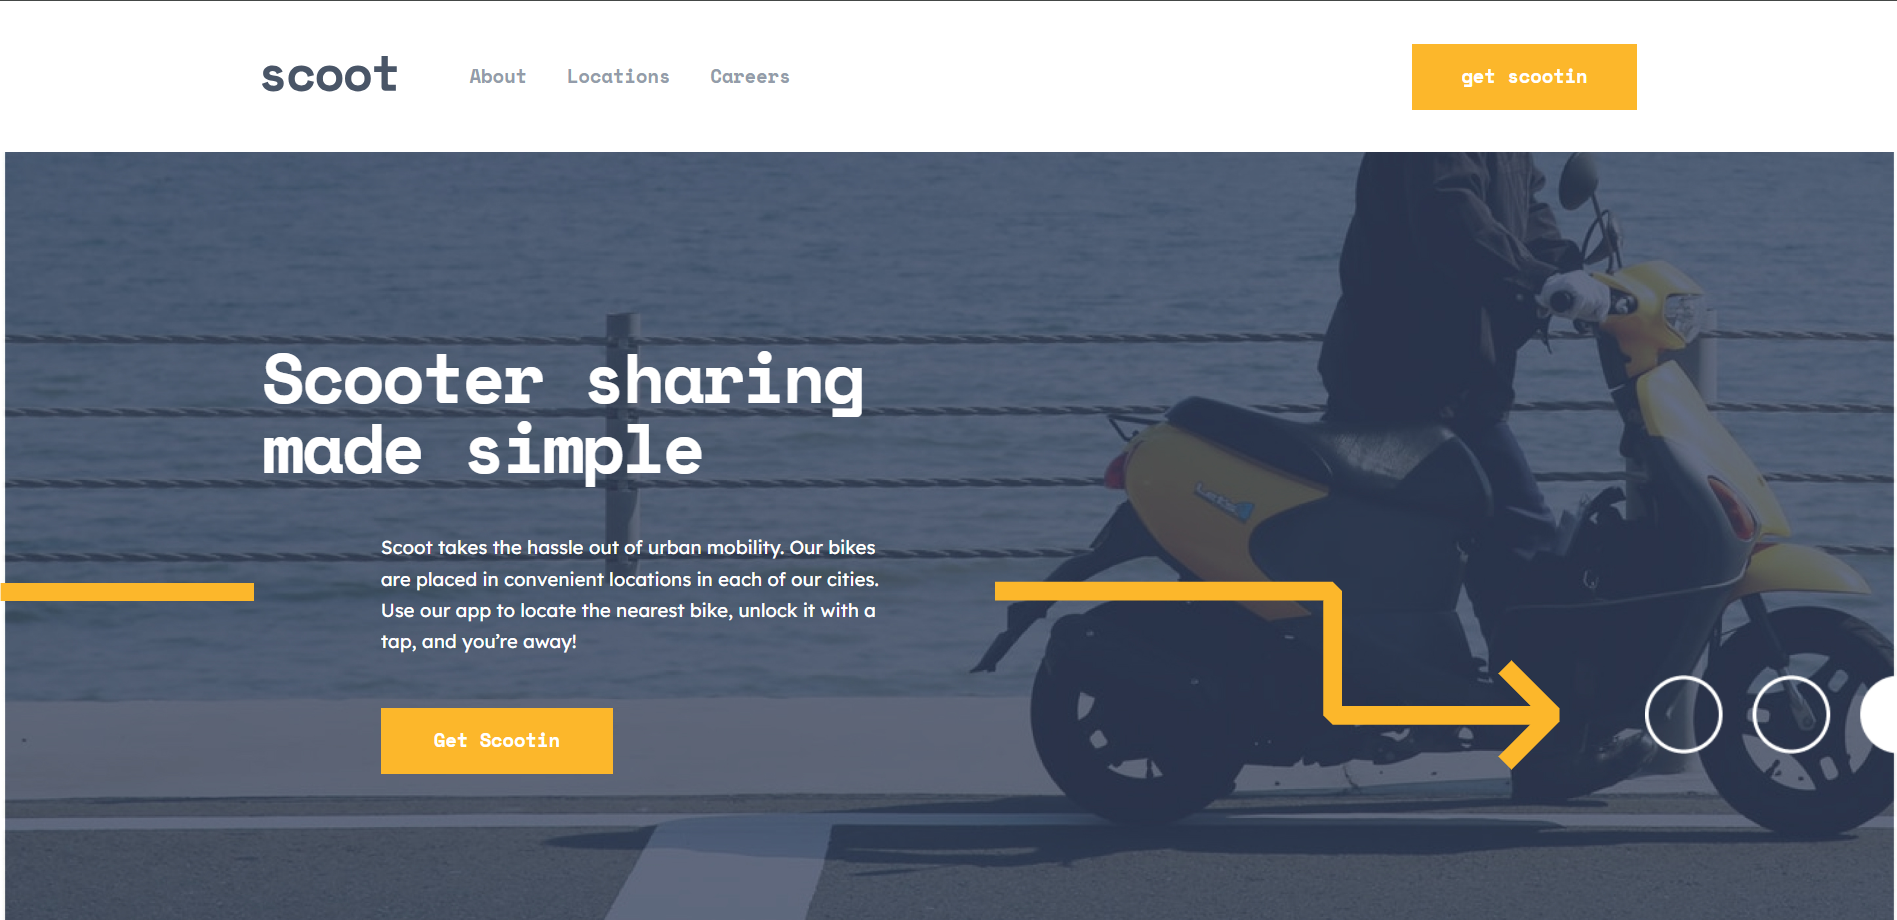 scoot
About Locations Careers
get scootin
Scooter sharing
made simple
Scoot takes the hassle out of urban mobility. Our bikes
are placed in convenient locations in each of our cities.
Use our app to locate the nearest bike, unlock it with a
tap, and you’re away!
Get Scootin